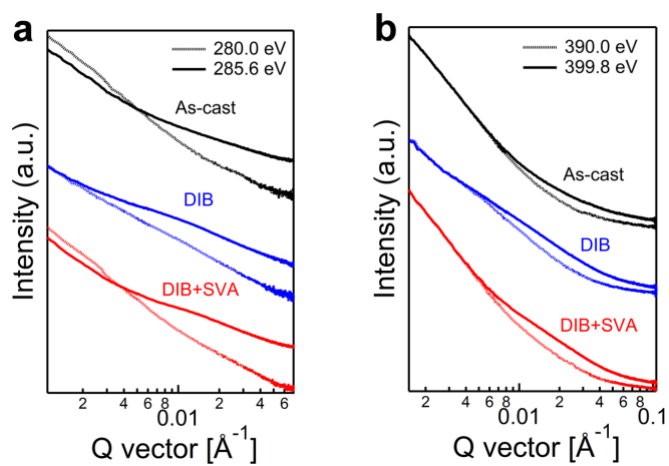 a
280.0 eV
285.6 eV
As-cast
DIB
DIB+SVA
Intensity (a.u.)
2 4 6 8 2 4 6
0.01
Q vector [Å⁻¹]
b
390.0 eV
399.8 eV
As-cast
DIB
DIB+SVA
Intensity (a.u.)
2 4 6 8 2 4 6 8
0.01 0.1
Q vector [Å⁻¹]